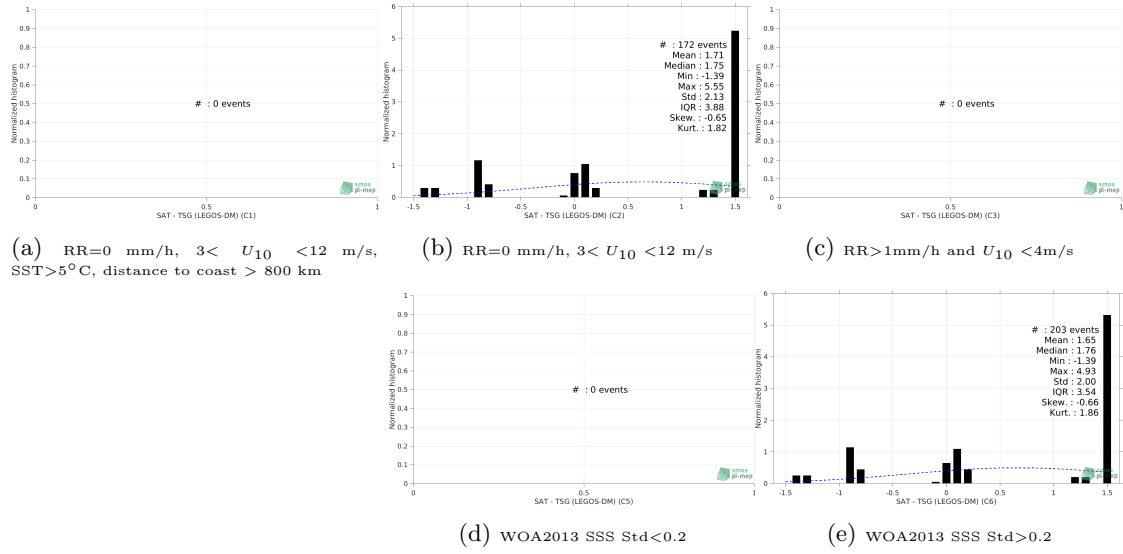 1
0.9
0.8
0.7
0.6
0.5
0.4
0.3
0.2
0.1
0
Normalized histogram
# : 0 events
smos
pi-mep
0 0.5 1
SAT - TSG (LEGOS-DM) (C1)
(a) RR=0 mm/h, 3< U10 <12 m/s,
SST>5°C, distance to coast > 800 km
6
5
4
3
2
1
0
Normalized histogram
# : 172 events
Mean : 1.71
Median : 1.75
Min : -1.39
Max : 5.55
Std : 2.13
IQR : 3.88
Skew. : -0.65
Kurt. : 1.82
smos
pi-mep
-1.5 -1 -0.5 0 0.5 1 1.5
SAT - TSG (LEGOS-DM) (C2)
(b) RR=0 mm/h, 3< U10 <12 m/s
1
0.9
0.8
0.7
0.6
0.5
0.4
0.3
0.2
0.1
0
Normalized histogram
# : 0 events
smos
pi-mep
0 0.5 1
SAT - TSG (LEGOS-DM) (C3)
(c) RR>1mm/h and U10 <4m/s
1
0.9
0.8
0.7
0.6
0.5
0.4
0.3
0.2
0.1
0
Normalized histogram
# : 0 events
smos
pi-mep
0 0.5 1
SAT - TSG (LEGOS-DM) (C5)
(d) WOA2013 SSS Std<0.2
6
5
4
3
2
1
0
Normalized histogram
# : 203 events
Mean : 1.65
Median : 1.76
Min : -1.39
Max : 4.93
Std : 2.00
IQR : 3.54
Skew. : -0.66
Kurt. : 1.86
smos
pi-mep
-1.5 -1 -0.5 0 0.5 1 1.5
SAT - TSG (LEGOS-DM) (C6)
(e) WOA2013 SSS Std>0.2